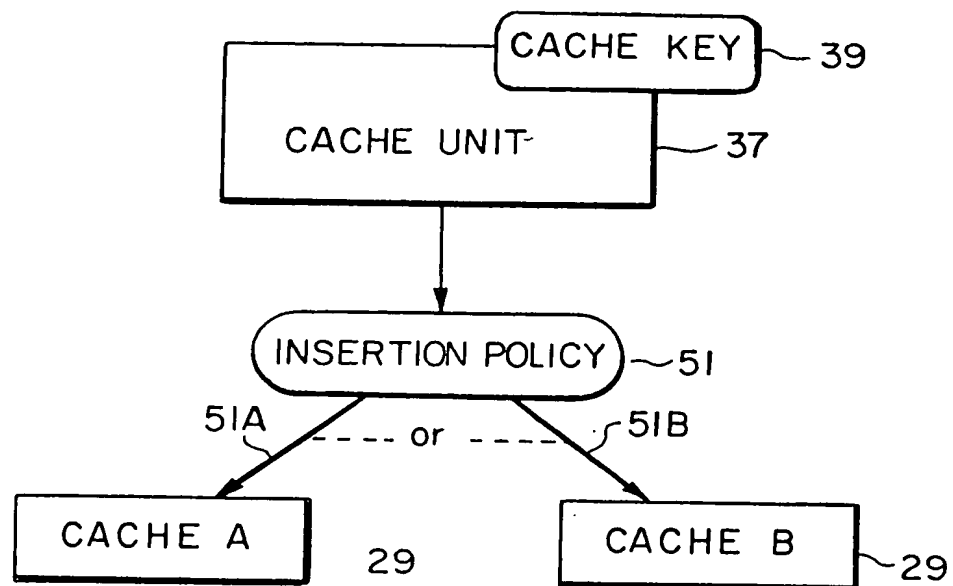 CACHE KEY
39
CACHE UNIT
37
INSERTION POLICY
51
51A
or
51B
CACHE A
29
CACHE B
29